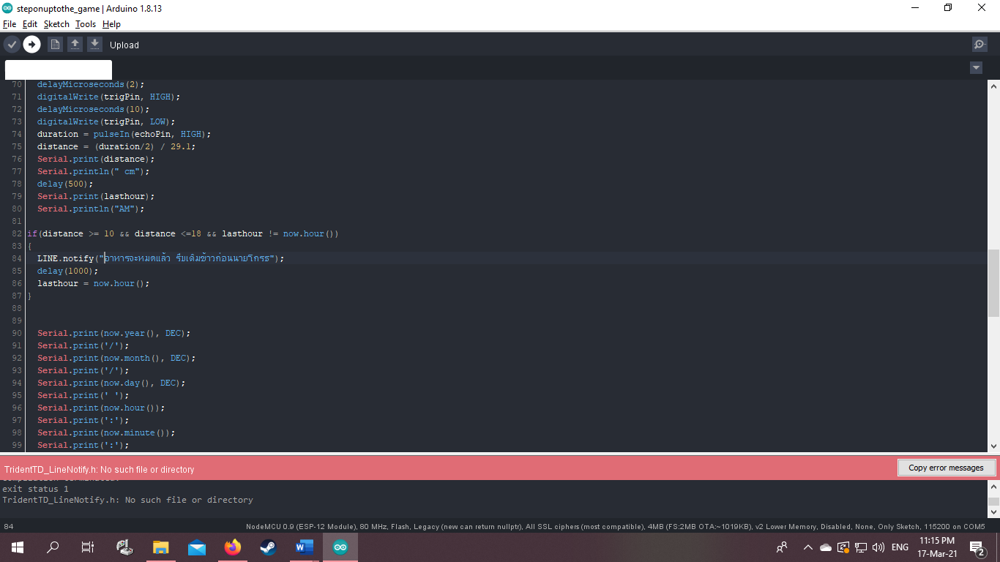 steponuptothe_game | Arduino 1.8.13
File Edit Sketch Tools Help
Upload
70 delayMicroseconds(2);
71 digitalWrite(trigPin, HIGH);
72 delayMicroseconds(10);
73 digitalWrite(trigPin, LOW);
74 duration = pulseIn(echoPin, HIGH);
75 distance = (duration/2) / 29.1;
76 Serial.print(distance);
77 Serial.println(" cm");
78 delay(500);
79 Serial.print(lasthour);
80 Serial.println("AM");
81
82 if(distance >= 10 && distance <=18 && lasthour != now.hour())
83 {
84 LINE.notify("อาหารจะหมดแล้ว รีบเติมข้าวก่อนนายโกรธ");
85 delay(1000);
86 lasthour = now.hour();
87 }
88
89
90 Serial.print(now.year(), DEC);
91 Serial.print('/');
92 Serial.print(now.month(), DEC);
93 Serial.print('/');
94 Serial.print(now.day(), DEC);
95 Serial.print(' ');
96 Serial.print(now.hour());
97 Serial.print(':');
98 Serial.print(now.minute());
99 Serial.print(':');
TridentTD_LineNotify.h: No such file or directory
Copy error messages
exit status 1
TridentTD_LineNotify.h: No such file or directory
84
NodeMCU 0.9 (ESP-12 Module), 80 MHz, Flash, Legacy (new can return nullptr), All SSL ciphers (most compatible), 4MB (FS:2MB OTA:~1019KB), v2 Lower Memory, Disabled, None, Only Sketch, 115200 on COM5
ENG
11:15 PM
17-Mar-21
2